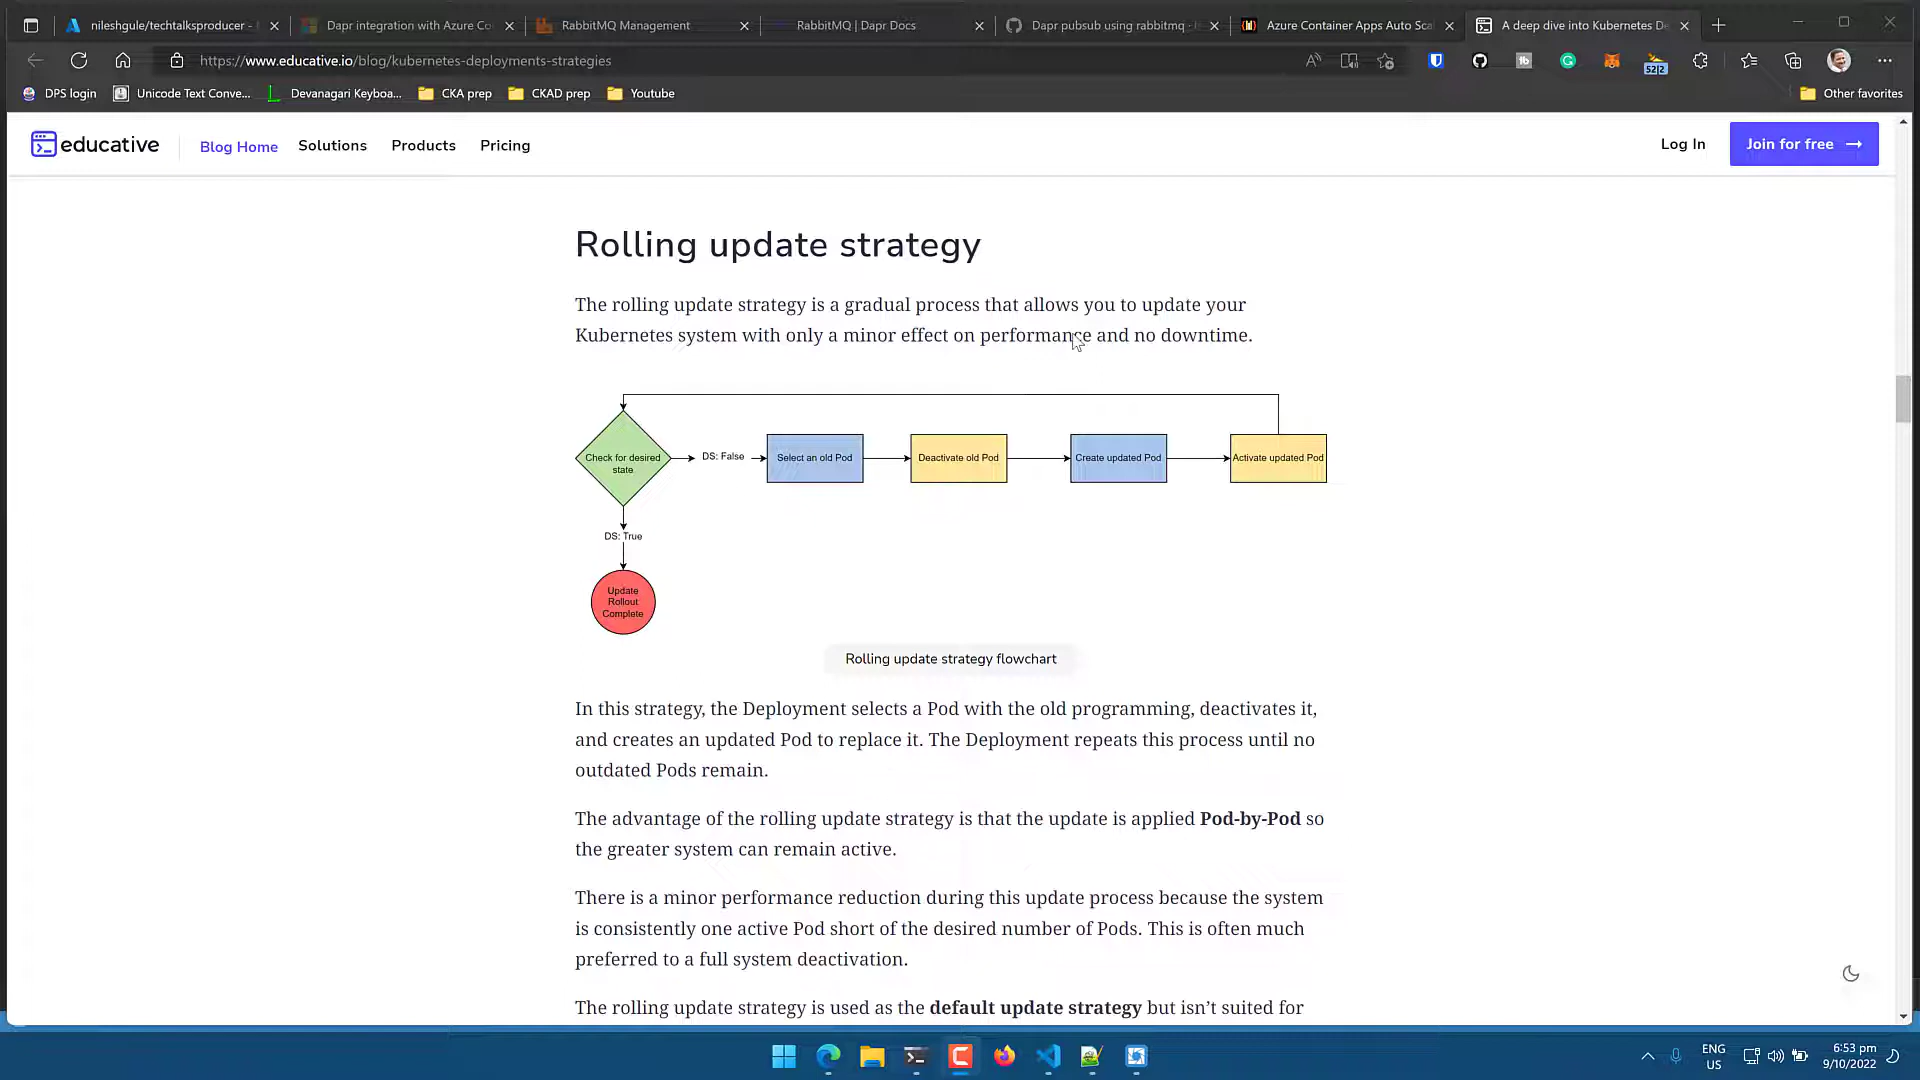 nileshgule/techtalksproducer -
Dapr integration with Azure Co
RabbitMQ Management
RabbitMQ | Dapr Docs
Dapr pubsub using rabbitmq ·
Azure Container Apps Auto Sca
A deep dive into Kubernetes De
https://www.educative.io/blog/kubernetes-deployments-strategies
52|2
DPS login
Unicode Text Conve...
Devanagari Keyboa...
CKA prep
CKAD prep
Youtube
Other favorites
educative
Blog Home
Solutions
Products
Pricing
Log In
Join for free
Rolling update strategy
The rolling update strategy is a gradual process that allows you to update your
Kubernetes system with only a minor effect on performance and no downtime.
Check for desired
state
DS: False
Select an old Pod
Deactivate old Pod
Create updated Pod
Activate updated Pod
DS: True
Update
Rollout
Complete
Rolling update strategy flowchart
In this strategy, the Deployment selects a Pod with the old programming, deactivates it,
and creates an updated Pod to replace it. The Deployment repeats this process until no
outdated Pods remain.
The advantage of the rolling update strategy is that the update is applied Pod-by-Pod so
the greater system can remain active.
There is a minor performance reduction during this update process because the system
is consistently one active Pod short of the desired number of Pods. This is often much
preferred to a full system deactivation.
The rolling update strategy is used as the default update strategy but isn’t suited for
ENG
US
6:53 pm
9/10/2022